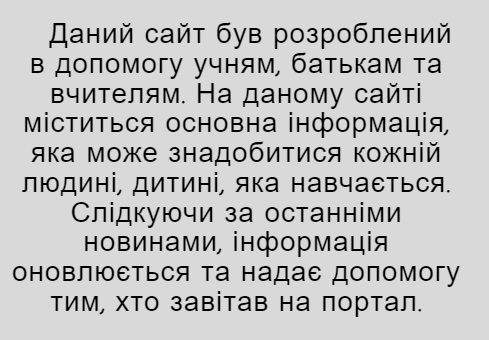 Даний сайт був розроблений
в допомогу учням, батькам та
вчителям. На даному сайті
міститься основна інформація,
яка може знадобитися кожній
людині, дитині, яка навчається.
Слідкуючи за останніми
новинами, інформація
оновлюється та надає допомогу
тим, хто завітав на портал.